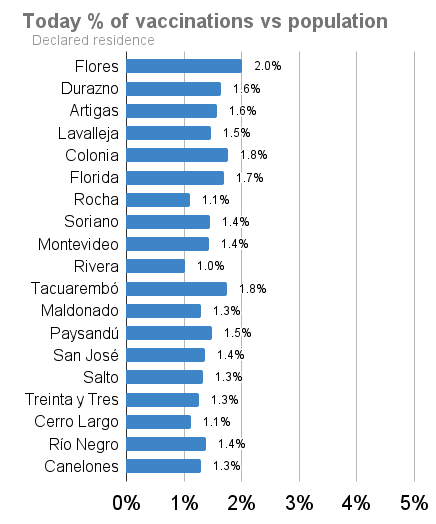 Today % of vaccinations vs population
Declared residence
Flores 2.0%
Durazno 1.6%
Artigas 1.6%
Lavalleja 1.5%
Colonia 1.8%
Florida 1.7%
Rocha 1.1%
Soriano 1.4%
Montevideo 1.4%
Rivera 1.0%
Tacuarembó 1.8%
Maldonado 1.3%
Paysandú 1.5%
San José 1.4%
Salto 1.3%
Treinta y Tres 1.3%
Cerro Largo 1.1%
Río Negro 1.4%
Canelones 1.3%
0% 1% 2% 3% 4% 5%